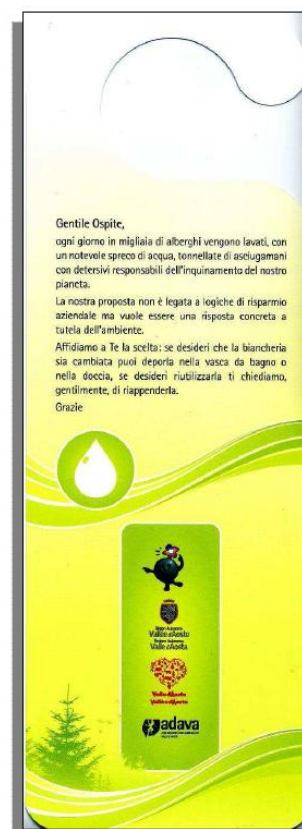 Gentile Ospite,
ogni giorno in migliaia di alberghi vengono lavati, con
un notevole spreco di acqua, tonnellate di asciugamani
con detersivi responsabili dell'inquinamento del nostro
pianeta.
La nostra proposta non è legata a logiche di risparmio
aziendale ma vuole essere una risposta concreta a
tutela dell'ambiente.
Affidiamo a Te la scelta: se desideri che la biancheria
sia cambiata puoi deporla nella vasca da bagno o
nella doccia, se desideri riutilizzarla ti chiediamo,
gentilmente, di riappenderla.
Grazie
Région Autonome
Vallée d'Aoste
Regione Autonoma
Valle d'Aosta
adava